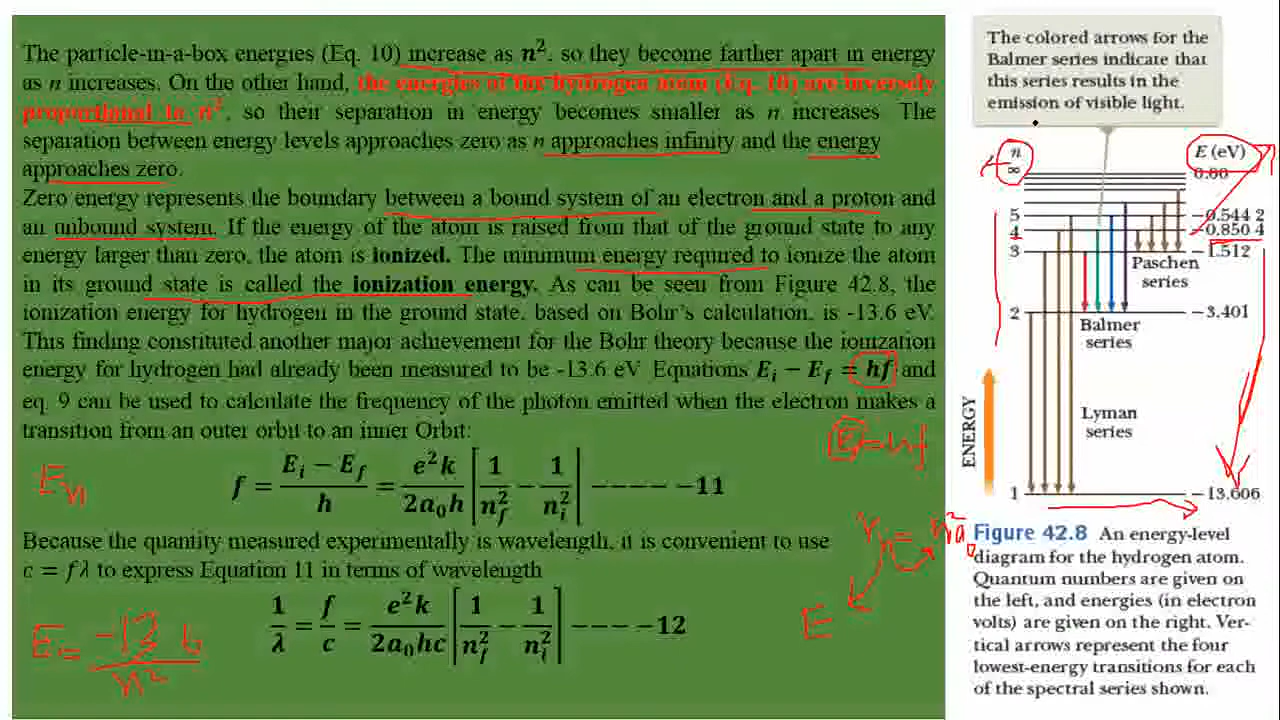 The particle-in-a-box energies (Eq. 10) increase as n², so they become farther apart in energy
as n increases. On the other hand, the energies of the hydrogen atom (Eq. 10) are inversely
proportional to n², so their separation in energy becomes smaller as n increases. The
separation between energy levels approaches zero as n approaches infinity and the energy
approaches zero.
Zero energy represents the boundary between a bound system of an electron and a proton and
an unbound system. If the energy of the atom is raised from that of the ground state to any
energy larger than zero, the atom is ionized. The minimum energy required to ionize the atom
in its ground state is called the ionization energy. As can be seen from Figure 42.8, the
ionization energy for hydrogen in the ground state, based on Bohr's calculation, is -13.6 eV.
This finding constituted another major achievement for the Bohr theory because the ionization
energy for hydrogen had already been measured to be -13.6 eV. Equations E_i − E_f = hf and
eq. 9 can be used to calculate the frequency of the photon emitted when the electron makes a
transition from an outer orbit to an inner Orbit:
E = hf
E_n
f = (E_i − E_f)/h = (e²k)/(2a₀h) |1/n_f² − 1/n_i²| ------11
r_n = n²a₀
Because the quantity measured experimentally is wavelength, it is convenient to use
c = fλ to express Equation 11 in terms of wavelength
E
1/λ = f/c = (e²k)/(2a₀hc) |1/n_f² − 1/n_i²| -----12
E = -13 6 / n²
The colored arrows for the
Balmer series indicate that
this series results in the
emission of visible light.
n E (eV)
∞ 0.00
5 −0.544 2
4 −0.850 4
3 1.512
Paschen
series
2 −3.401
Balmer
series
ENERGY
Lyman
series
1 −13.606
Figure 42.8 An energy-level
diagram for the hydrogen atom.
Quantum numbers are given on
the left, and energies (in electron
volts) are given on the right. Ver-
tical arrows represent the four
lowest-energy transitions for each
of the spectral series shown.